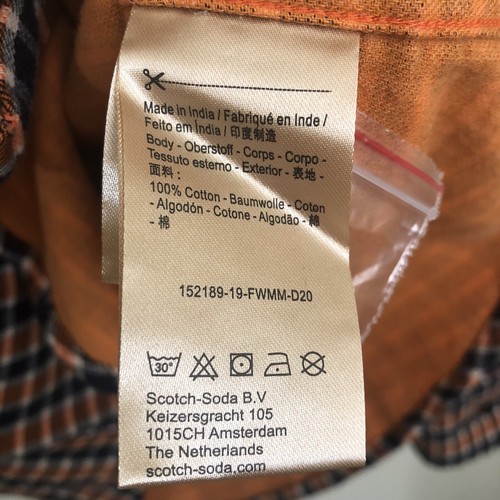 Made in India / Fabriqué en Inde /
Feito em Índia / 印度制造
Body - Oberstoff - Corps - Corpo -
Tessuto esterno - Exterior - 表地 -
面料 :
100% Cotton - Baumwolle - Coton
- Algodón - Cotone - Algodão - 綿
- 棉
152189-19-FWMM-D20
30°
Scotch-Soda B.V
Keizersgracht 105
1015CH Amsterdam
The Netherlands
scotch-soda.com